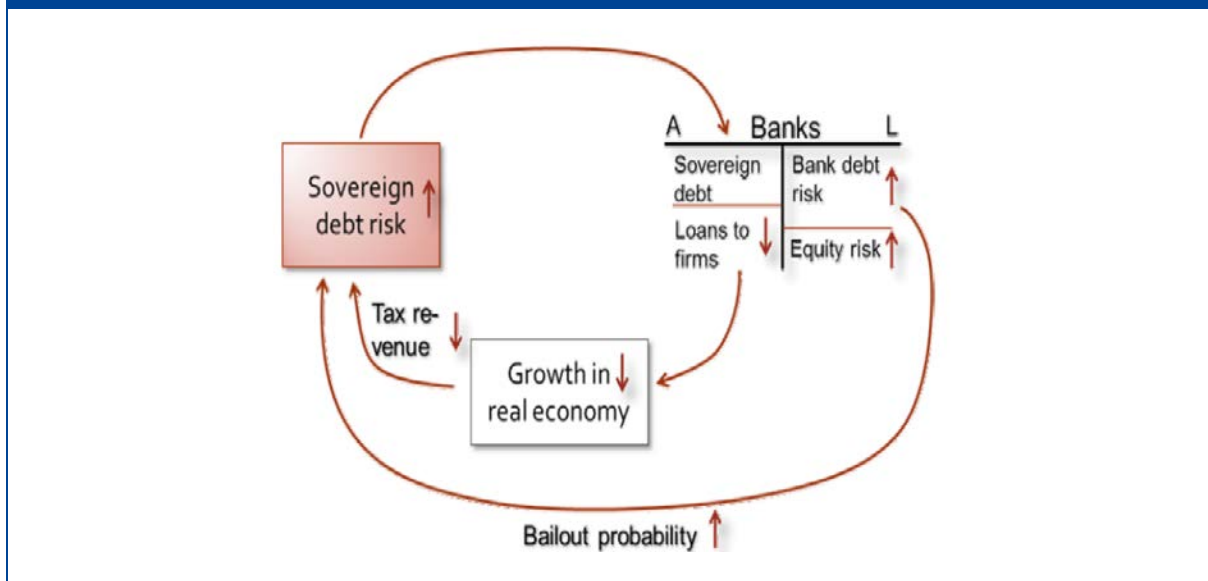 A Banks L
Sovereign
debt
Bank debt
risk
Loans to
firms
Equity risk
Sovereign
debt risk
Tax re-
venue
Growth in
real economy
Bailout probability